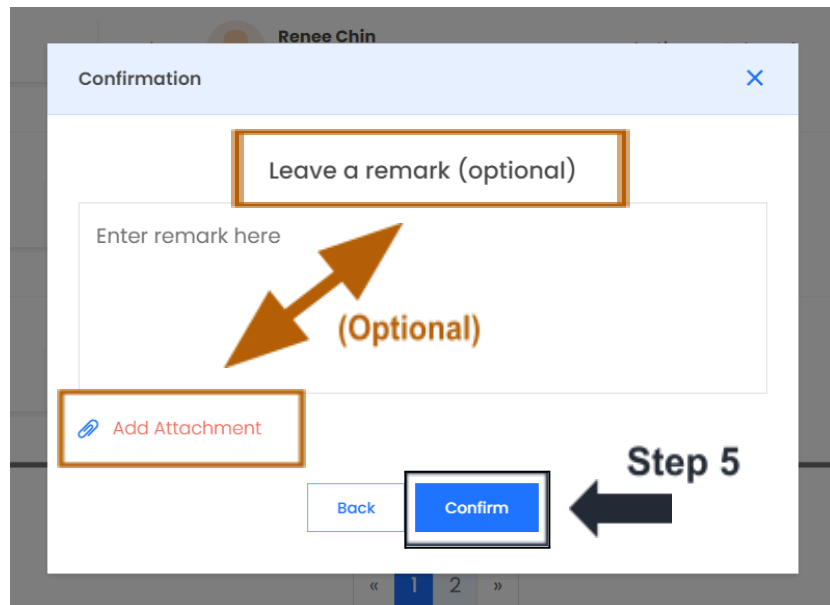 Renee Chin
Confirmation
Leave a remark (optional)
Enter remark here
(Optional)
Add Attachment
Step 5
Back
Confirm
« 1 2 »